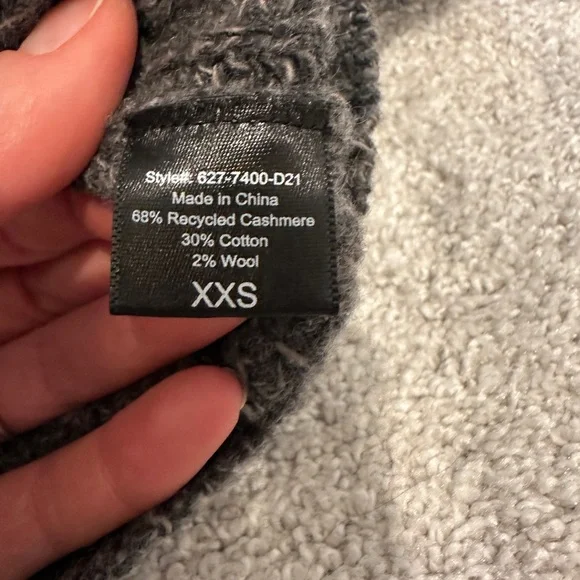 Style#: 627-7400-D21
Made in China
68% Recycled Cashmere
30% Cotton
2% Wool
XXS